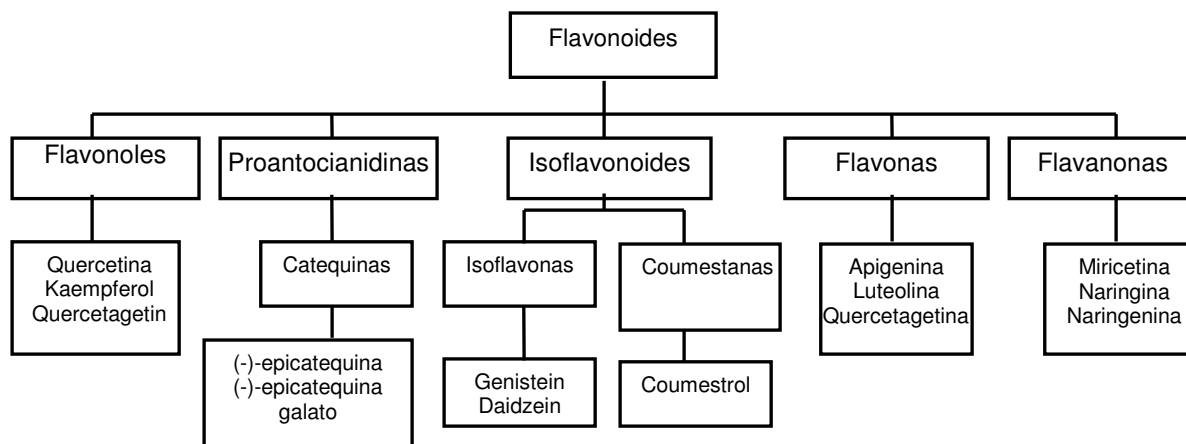 Flavonoides
Flavonoles
Proantocianidinas
Isoflavonoides
Flavonas
Flavanonas
Quercetina
Kaempferol
Quercetagetin
Catequinas
Isoflavonas
Coumestanas
Apigenina
Luteolina
Quercetagetina
Miricetina
Naringina
Naringenina
(-)-epicatequina
(-)-epicatequina
galato
Genistein
Daidzein
Coumestrol